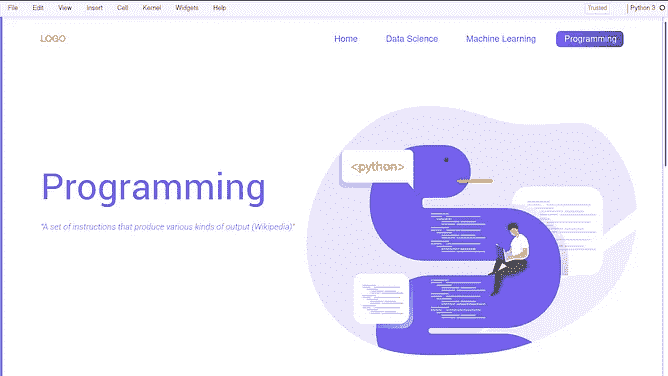 File Edit View Insert Cell Kernel Widgets Help Trusted Python 3
LOGO Home Data Science Machine Learning Programming
<python>
Programming
"A set of instructions that produce various kinds of output (Wikipedia)"